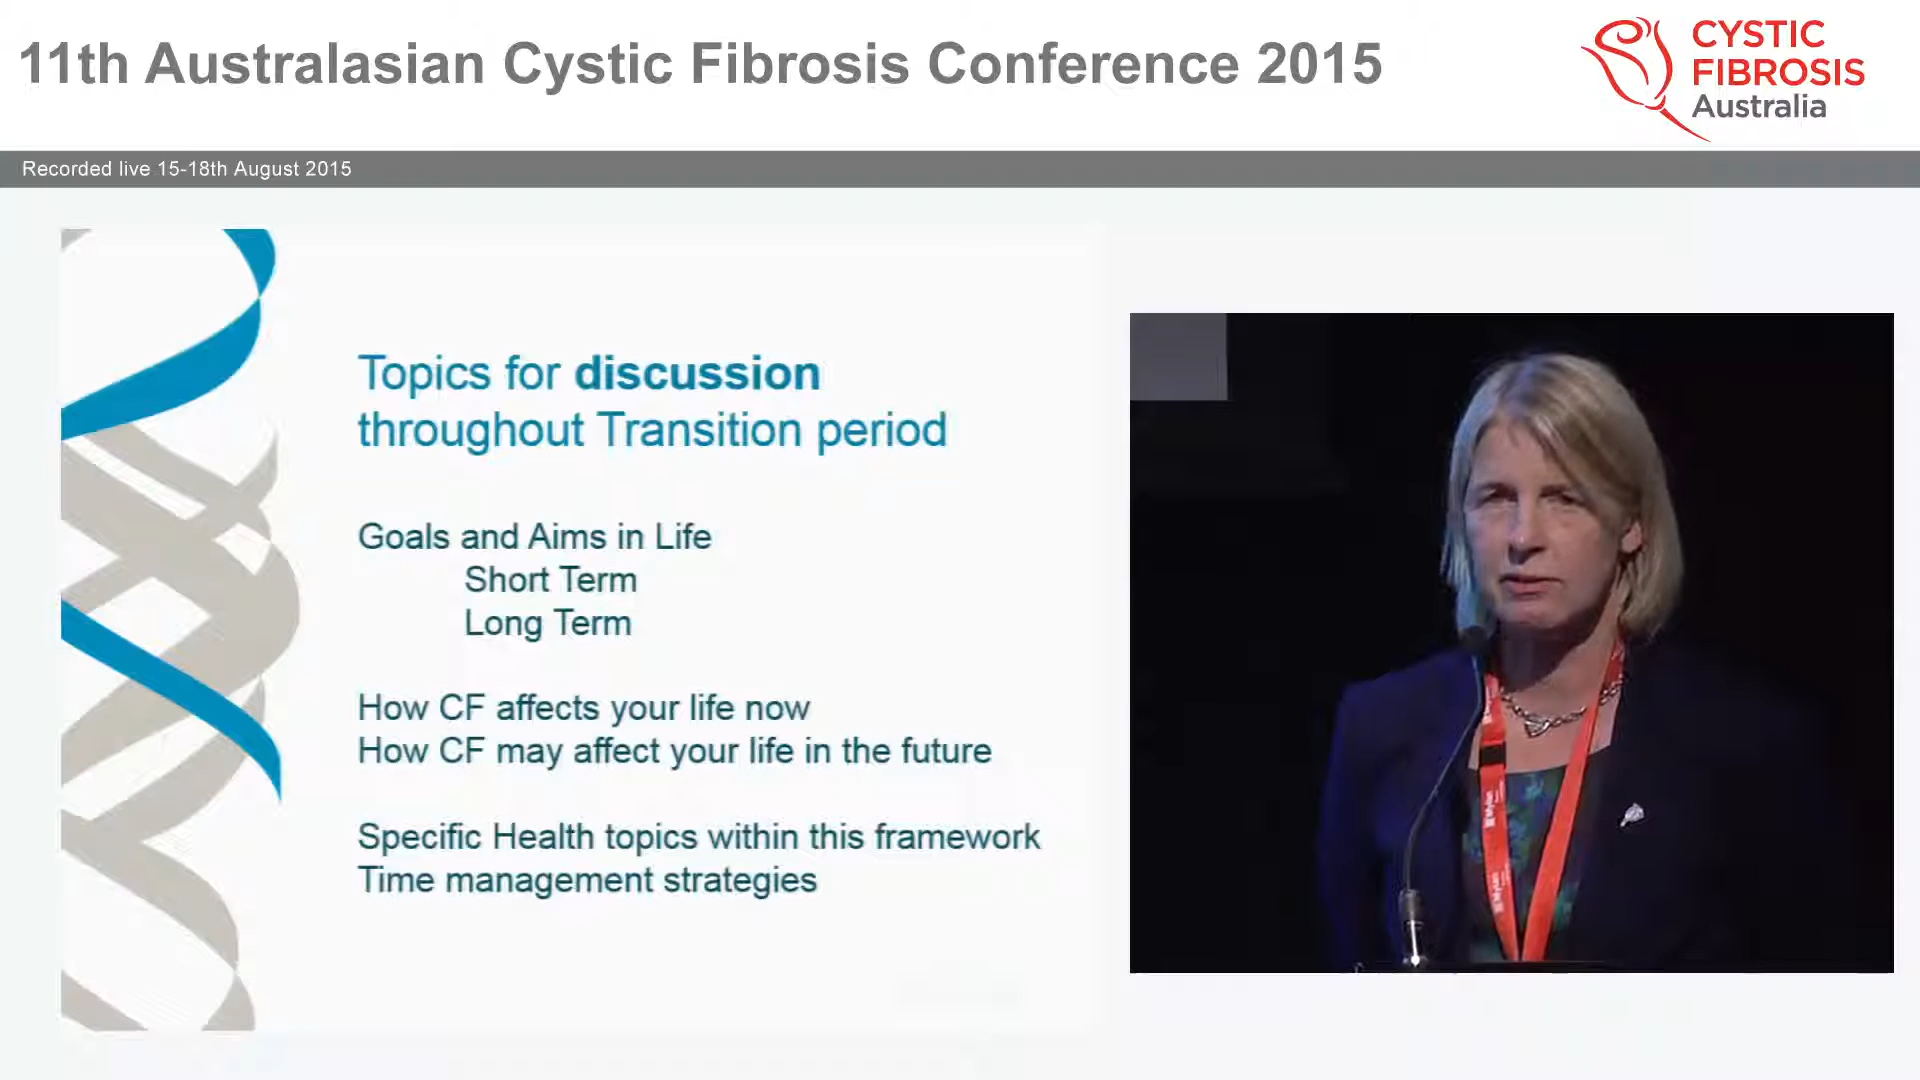 11th Australasian Cystic Fibrosis Conference 2015
CYSTIC
FIBROSIS
Australia
Recorded live 15-18th August 2015
Topics for discussion
throughout Transition period
Goals and Aims in Life
Short Term
Long Term
How CF affects your life now
How CF may affect your life in the future
Specific Health topics within this framework
Time management strategies
Mylan
Mylan